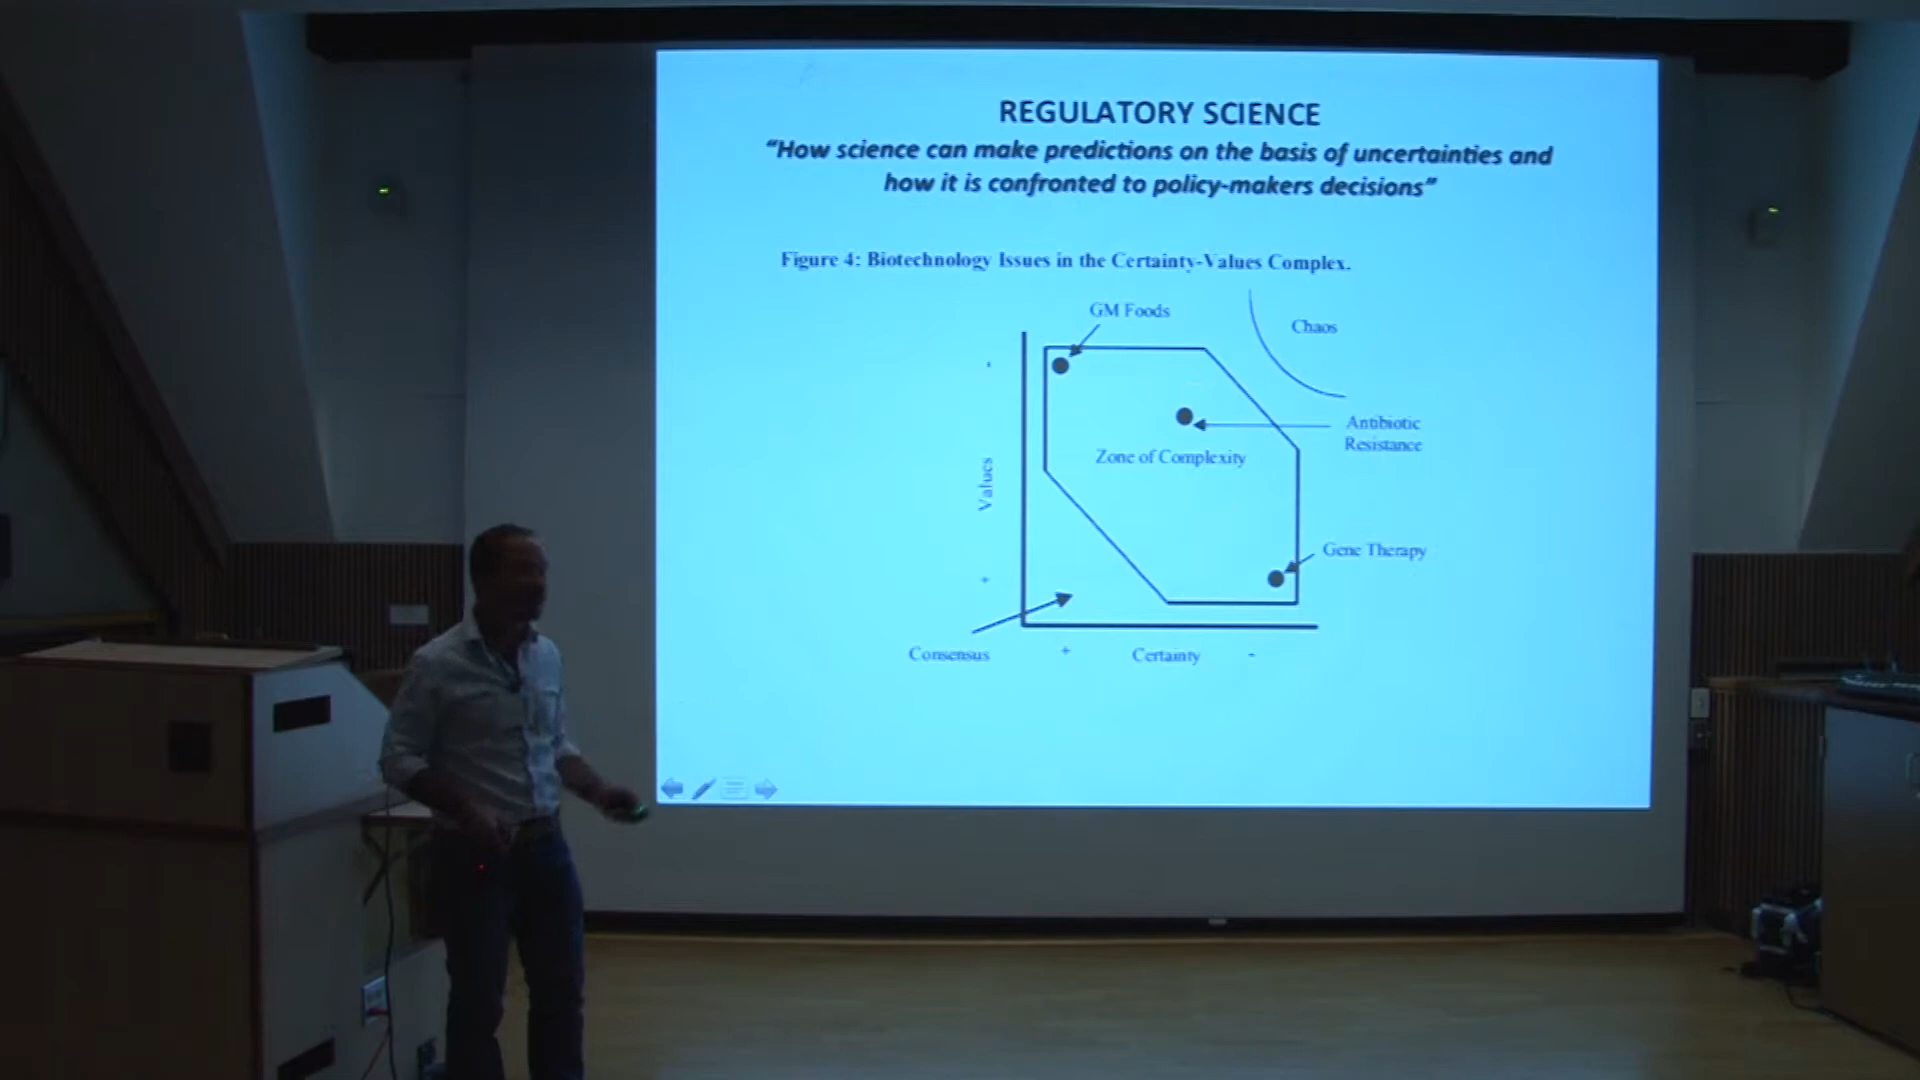 REGULATORY SCIENCE
“How science can make predictions on the basis of uncertainties and
how it is confronted to policy-makers decisions”
Figure 4: Biotechnology Issues in the Certainty-Values Complex.
GM Foods
Chaos
-
Antibiotic
Resistance
Zone of Complexity
Values
Gene Therapy
+
Consensus
+ Certainty -